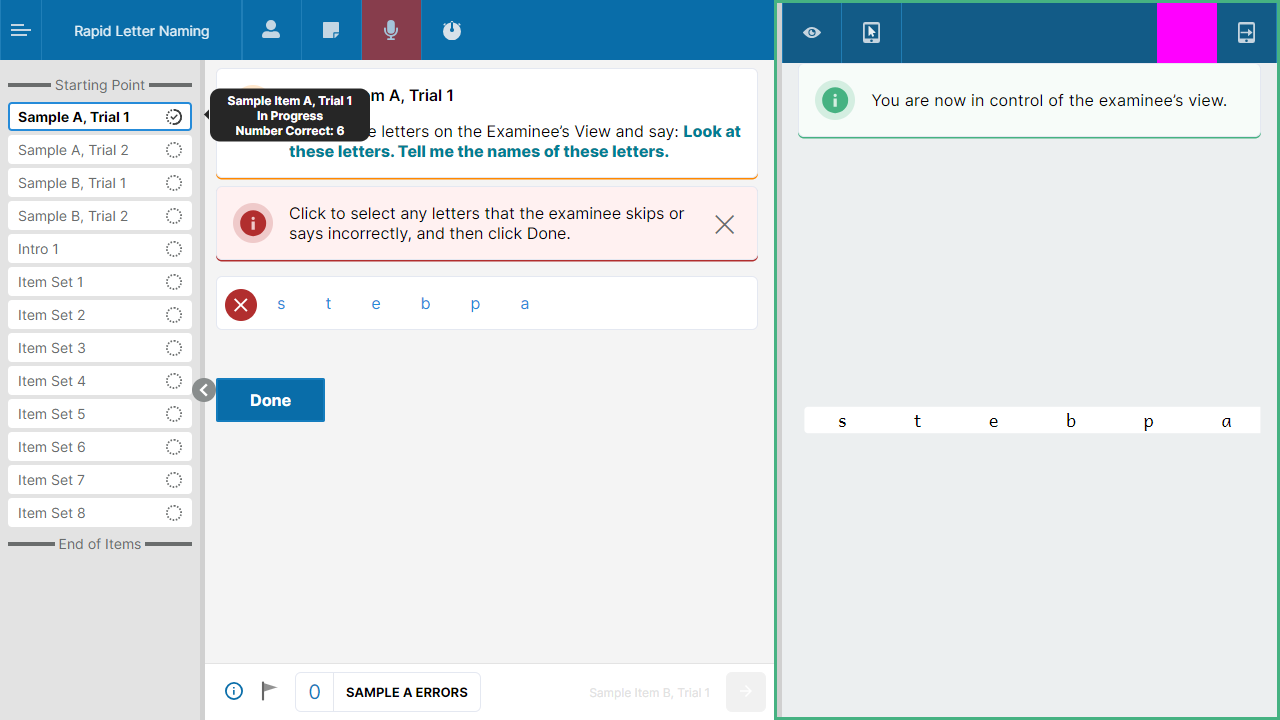 Rapid Letter Naming
Starting Point
Sample A, Trial 1
Sample A, Trial 2
Sample B, Trial 1
Sample B, Trial 2
Intro 1
Item Set 1
Item Set 2
Item Set 3
Item Set 4
Item Set 5
Item Set 6
Item Set 7
Item Set 8
End of Items
Sample Item A, Trial 1
In Progress
Number Correct: 6
m A, Trial 1
e letters on the Examinee's View and say: Look at
these letters. Tell me the names of these letters.
Click to select any letters that the examinee skips or
says incorrectly, and then click Done.
s t e b p a
Done
0 SAMPLE A ERRORS
Sample Item B, Trial 1
You are now in control of the examinee's view.
s t e b p a